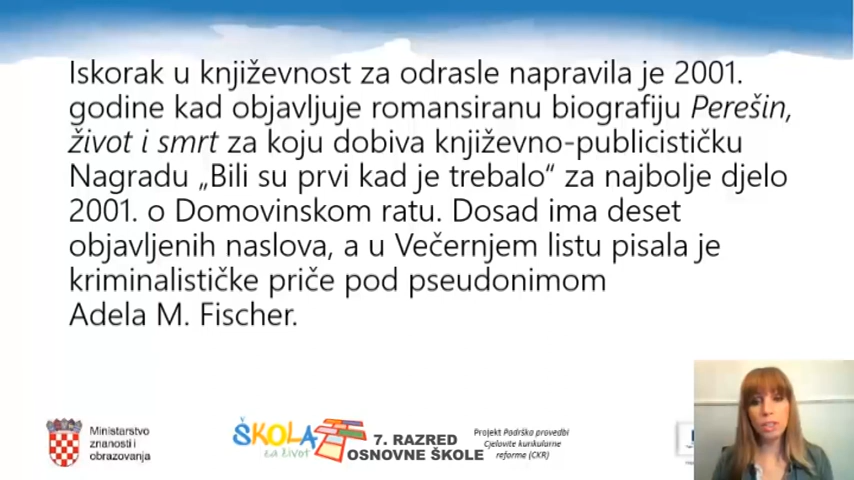 Iskorak u književnost za odrasle napravila je 2001.
godine kad objavljuje romansiranu biografiju Perešin,
život i smrt za koju dobiva književno-publicističku
Nagradu „Bili su prvi kad je trebalo“ za najbolje djelo
2001. o Domovinskom ratu. Dosad ima deset
objavljenih naslova, a u Večernjem listu pisala je
kriminalističke priče pod pseudonimom
Adela M. Fischer.
Ministarstvo
znanosti i
obrazovanja
ŠKOLA
za život
7. RAZRED
OSNOVNE ŠKOLE
Projekt Podrška provedbi
Cjelovite kurikularne
reforme (CKR)